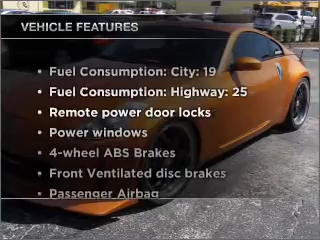 VEHICLE FEATURES
• Fuel Consumption: City: 19
• Fuel Consumption: Highway: 25
• Remote power door locks
• Power windows
• 4-wheel ABS Brakes
• Front Ventilated disc brakes
• Passenger Airbag